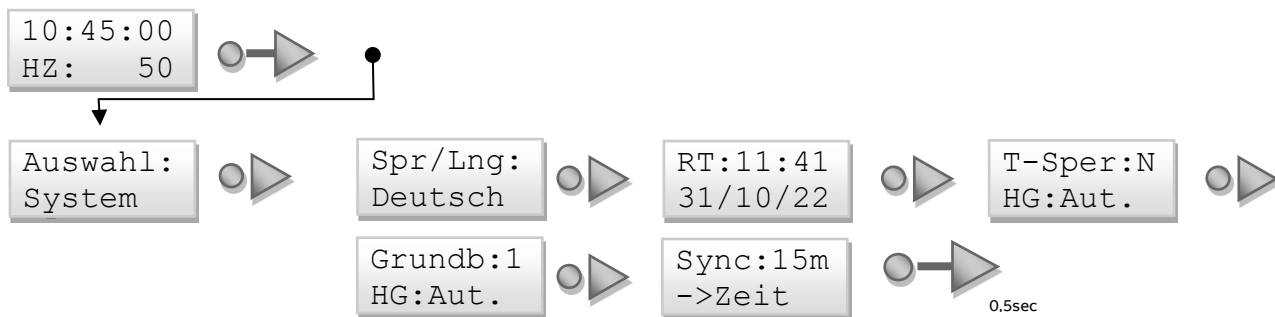 10:45:00
HZ: 50
Auswahl:
System
Spr/Lng:
Deutsch
RT:11:41
31/10/22
T-Sper:N
HG:Aut.
Grundb:1
HG:Aut.
Sync:15m
->Zeit
0,5sec